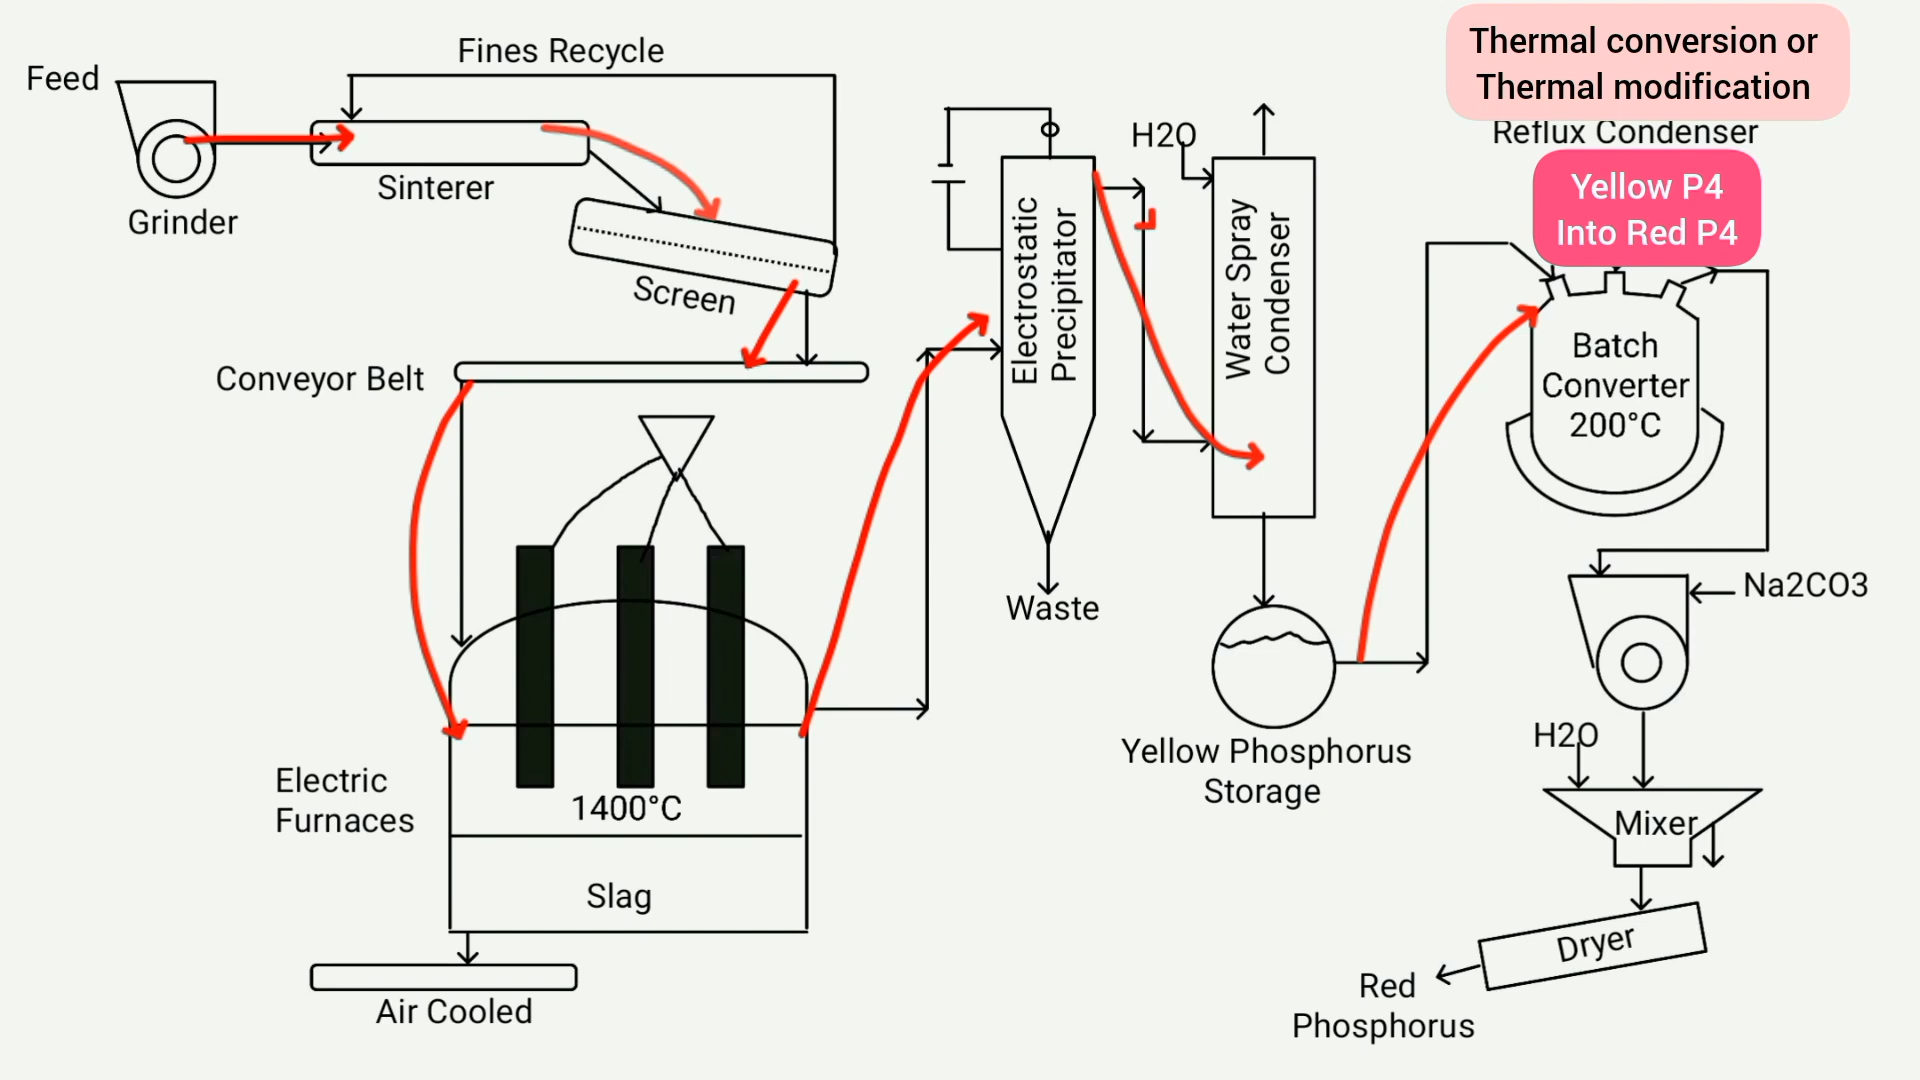 Thermal conversion or
Thermal modification
Fines Recycle
Feed
Reflux Condenser
H2O
Yellow P4
Into Red P4
Sinterer
Grinder
Electrostatic
Precipitator
Water Spray
Condenser
Screen
Conveyor Belt
Batch
Converter
200°C
Waste
Na2CO3
Yellow Phosphorus
Storage
H2O
Electric
Furnaces
1400°C
Mixer
Slag
Dryer
Air Cooled
Red
Phosphorus